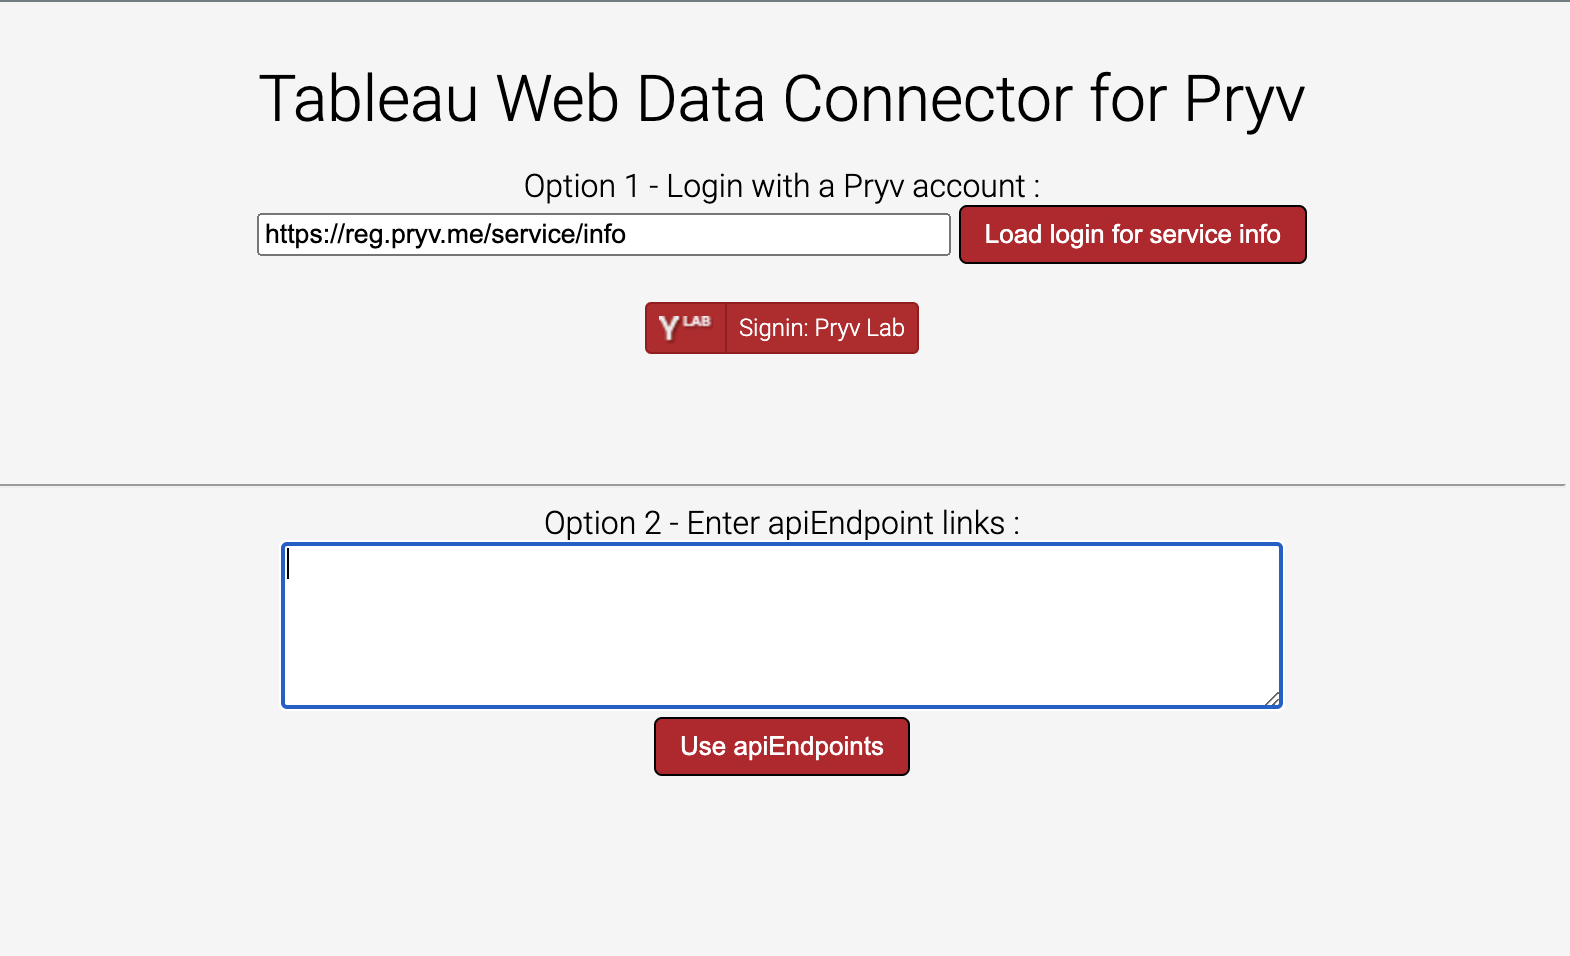 Tableau Web Data Connector for Pryv
Option 1 - Login with a Pryv account :
https://reg.pryv.me/service/info Load login for service info
Y LAB Signin: Pryv Lab
Option 2 - Enter apiEndpoint links :
Use apiEndpoints